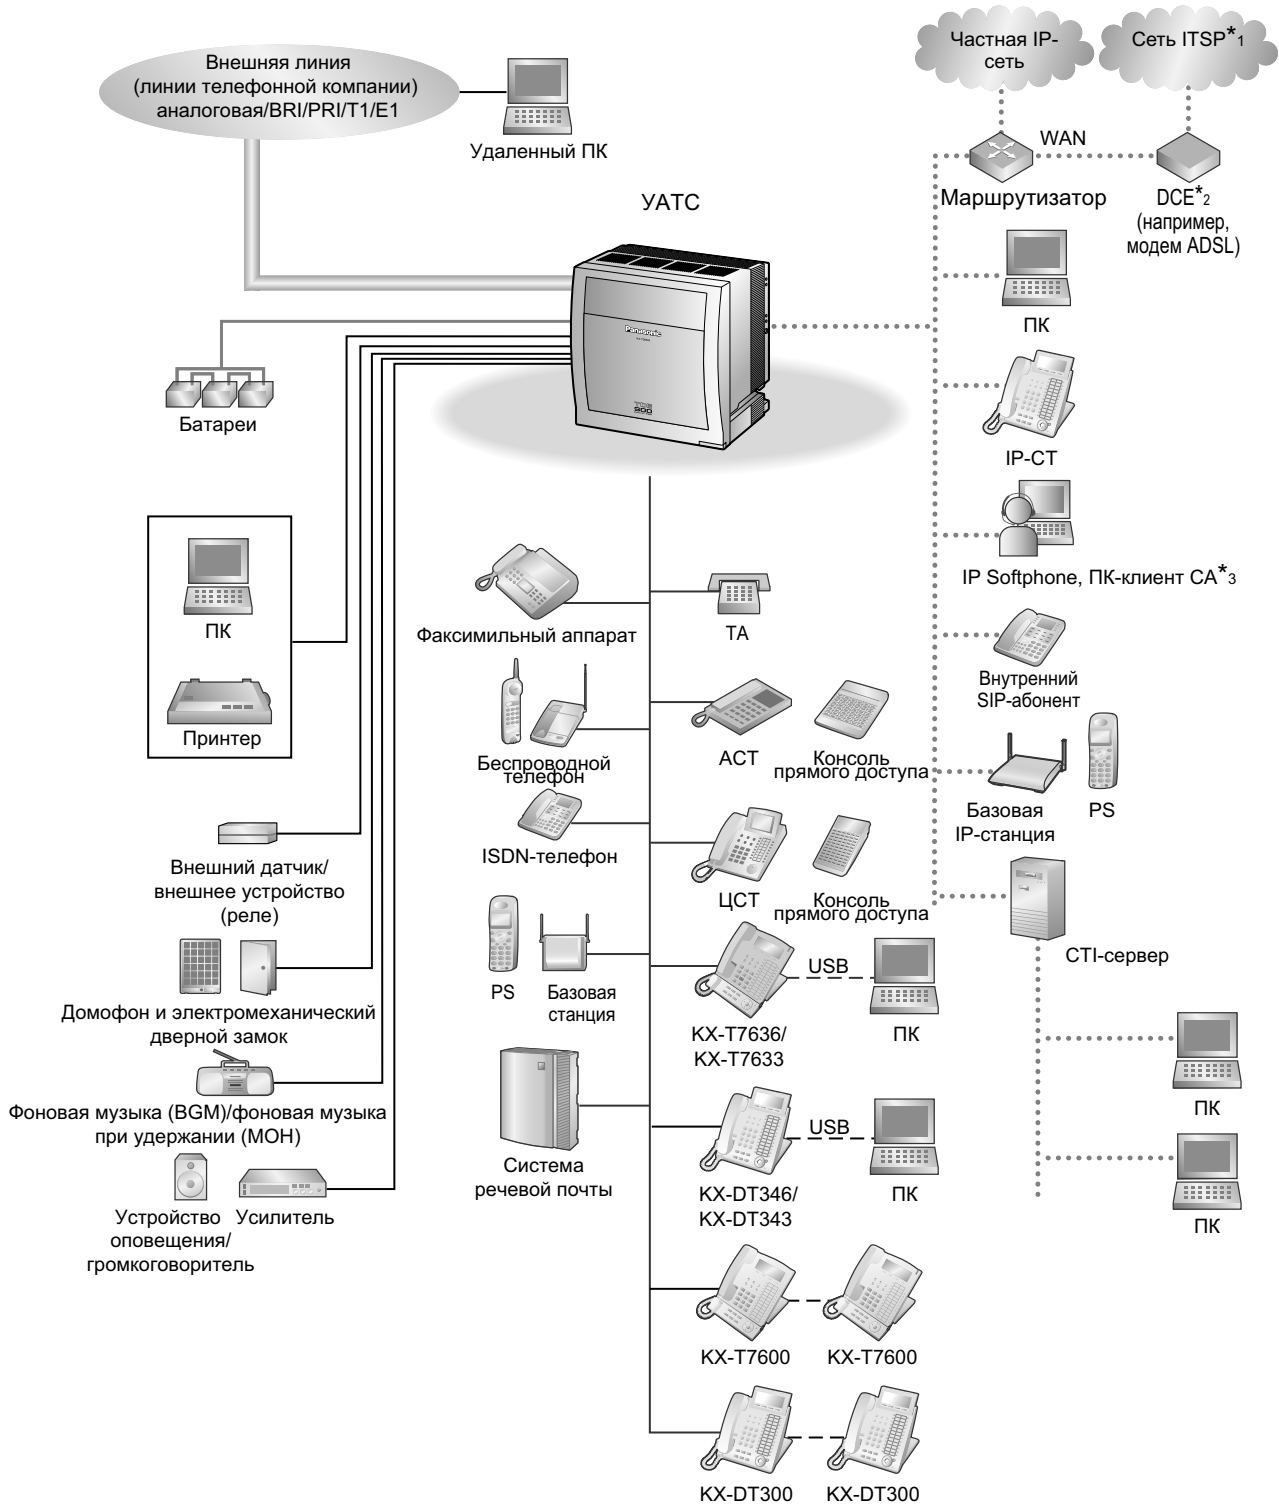 Внешняя линия
(линии телефонной компании)
аналоговая/BRI/PRI/T1/E1
Удаленный ПК
Частная IP-
сеть
Сеть ITSP*1
WAN
Маршрутизатор
DCE*2
(например,
модем ADSL)
УАТС
Panasonic
TDE
600
ПК
Батареи
IP-СТ
IP Softphone, ПК-клиент CA*3
ПК
Принтер
Факсимильный аппарат
ТА
Внутренний
SIP-абонент
Беспроводной
телефон
АСТ
Консоль
прямого доступа
Базовая
IP-станция
PS
ISDN-телефон
ЦСТ
Консоль
прямого доступа
Внешний датчик/
внешнее устройство
(реле)
CTI-сервер
PS
Базовая
станция
USB
KX-T7636/
KX-T7633
ПК
Домофон и электромеханический
дверной замок
ПК
Фоновая музыка (BGM)/фоновая музыка
при удержании (MOH)
Система
речевой почты
USB
KX-DT346/
KX-DT343
ПК
ПК
Устройство
оповещения/
громкоговоритель
Усилитель
KX-T7600
KX-T7600
KX-DT300
KX-DT300